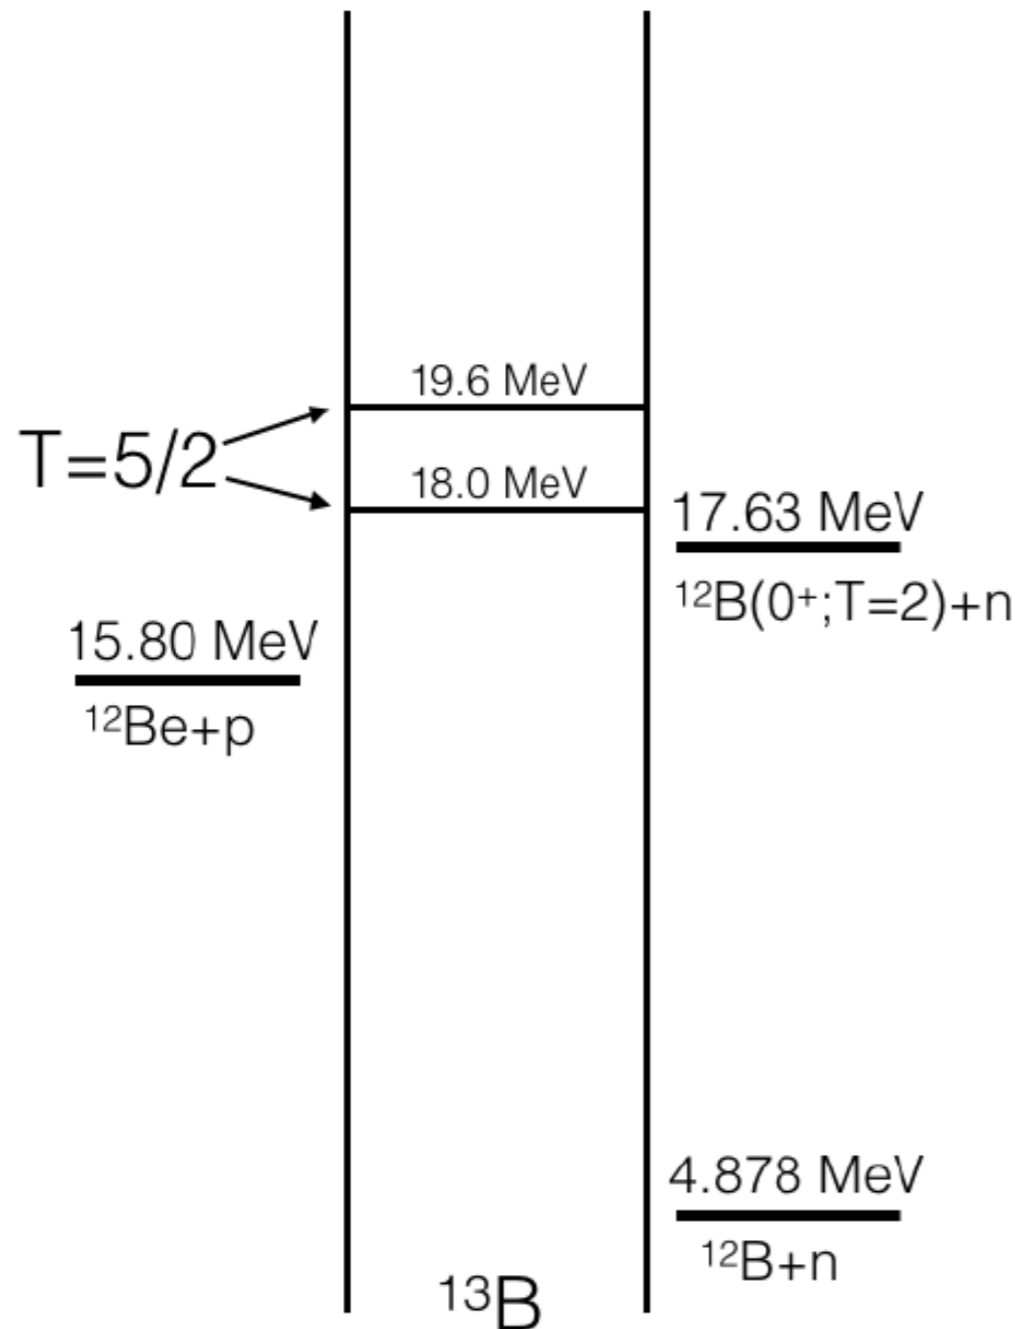 19.6 MeV
T=5/2
18.0 MeV
17.63 MeV
¹²B(0⁺;T=2)+n
15.80 MeV
¹²Be+p
4.878 MeV
¹²B+n
¹³B